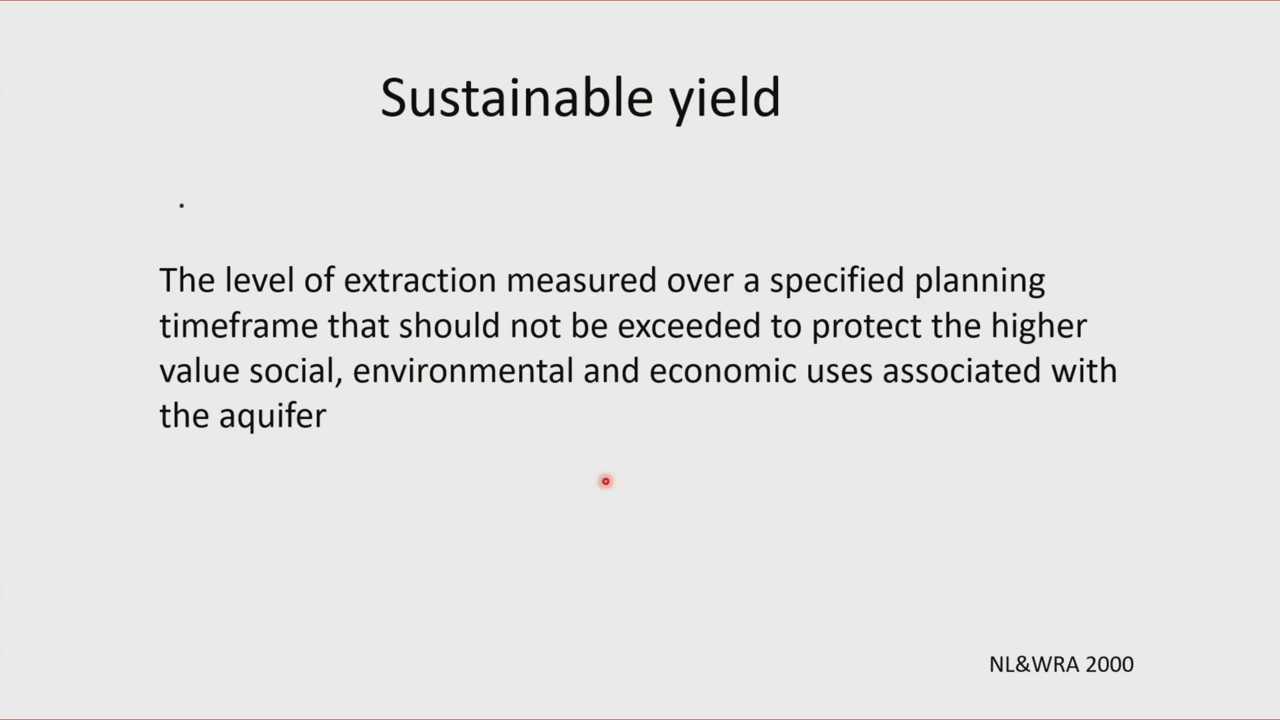 Sustainable yield
.
The level of extraction measured over a specified planning
timeframe that should not be exceeded to protect the higher
value social, environmental and economic uses associated with
the aquifer
NL&WRA 2000